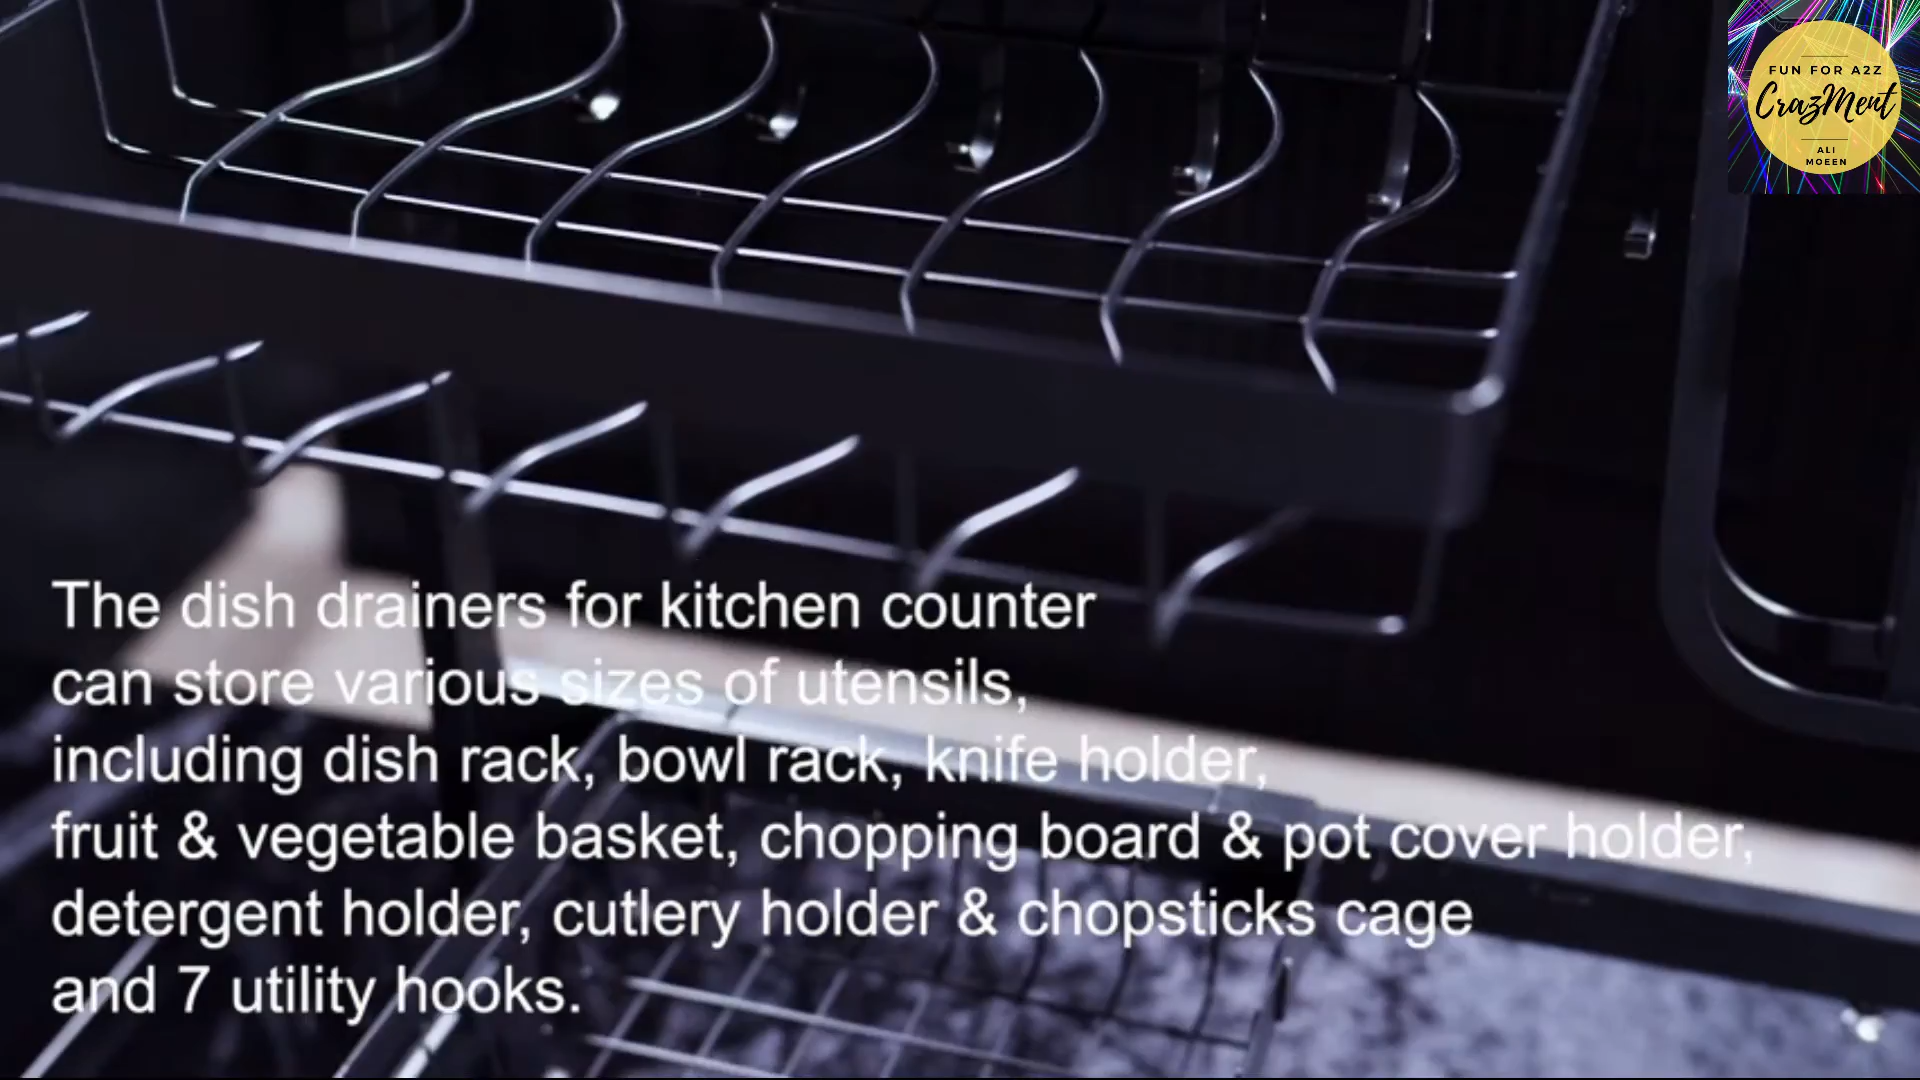 FUN FOR A2Z
CrazMent
ALI
MOEEN
The dish drainers for kitchen counter
can store various sizes of utensils,
including dish rack, bowl rack, knife holder,
fruit & vegetable basket, chopping board & pot cover holder,
detergent holder, cutlery holder & chopsticks cage
and 7 utility hooks.